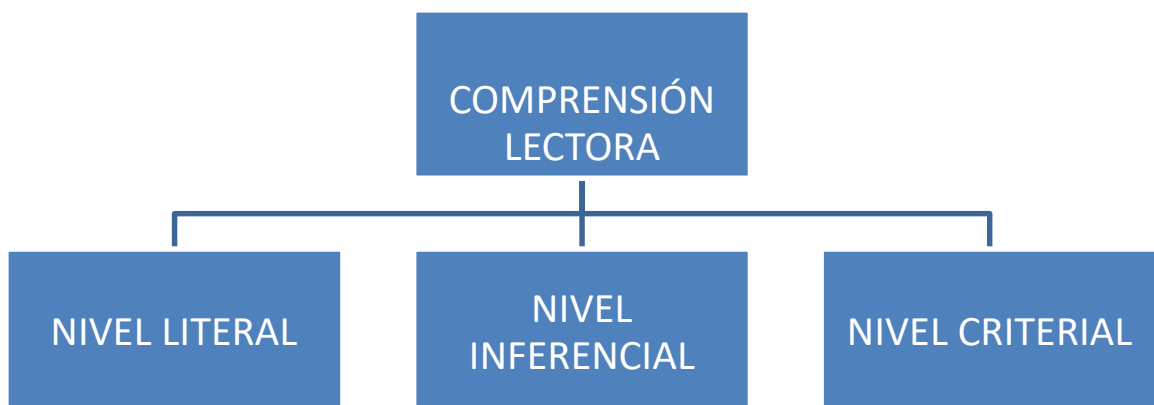 COMPRENSIÓN
LECTORA
NIVEL LITERAL
NIVEL
INFERENCIAL
NIVEL CRITERIAL